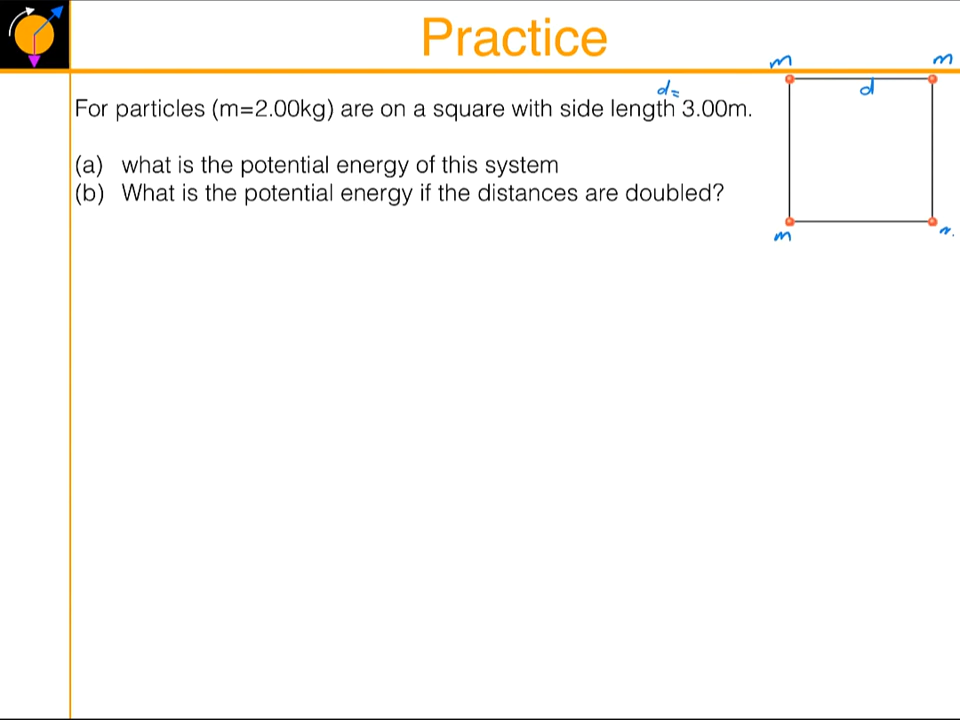 Practice
m
m
d=
d
For particles (m=2.00kg) are on a square with side length 3.00m.
(a) what is the potential energy of this system
(b) What is the potential energy if the distances are doubled?
m